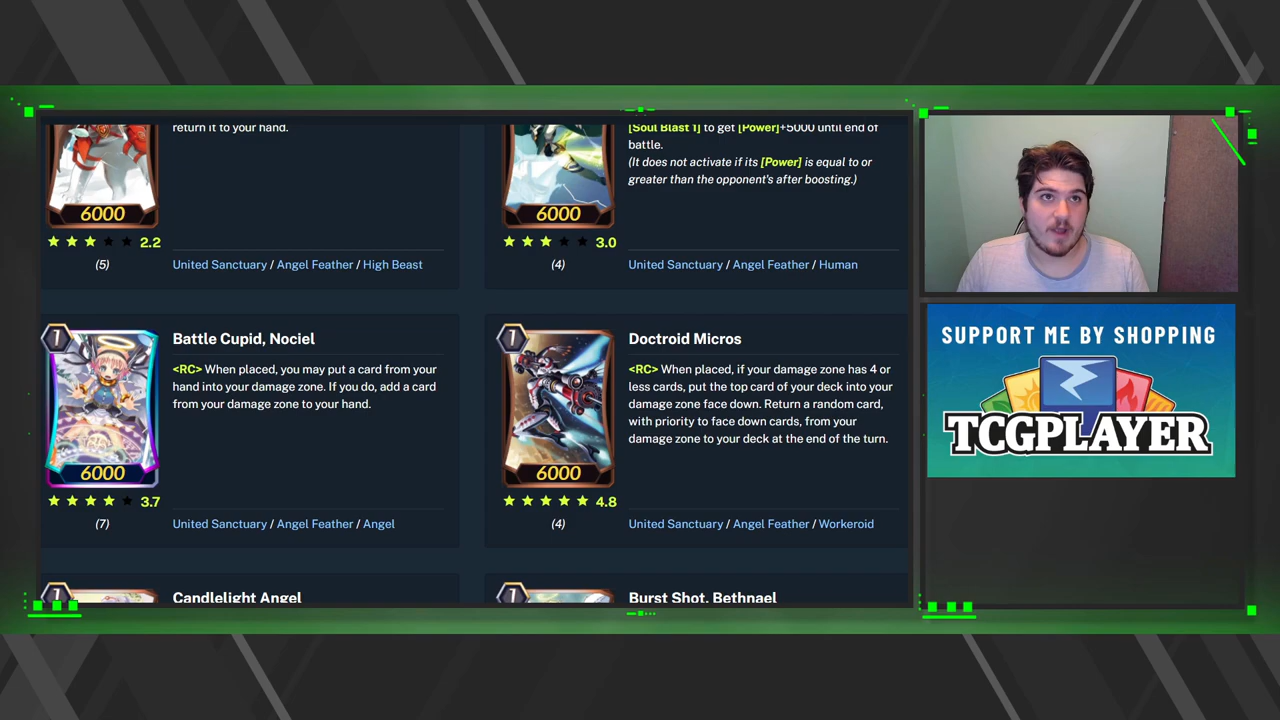 return it to your hand.
6000
2.2
(5)
United Sanctuary / Angel Feather / High Beast
[Soul Blast 1] to get [Power]+5000 until end of
battle.
(It does not activate if its [Power] is equal to or
greater than the opponent's after boosting.)
6000
3.0
(4)
United Sanctuary / Angel Feather / Human
1
Battle Cupid, Nociel
<RC> When placed, you may put a card from your
hand into your damage zone. If you do, add a card
from your damage zone to your hand.
6000
3.7
(7)
United Sanctuary / Angel Feather / Angel
1
Doctroid Micros
<RC> When placed, if your damage zone has 4 or
less cards, put the top card of your deck into your
damage zone face down. Return a random card,
with priority to face down cards, from your
damage zone to your deck at the end of the turn.
6000
4.8
(4)
United Sanctuary / Angel Feather / Workeroid
1
Candlelight Angel
1
Burst Shot, Bethnael
SUPPORT ME BY SHOPPING
TCGPLAYER